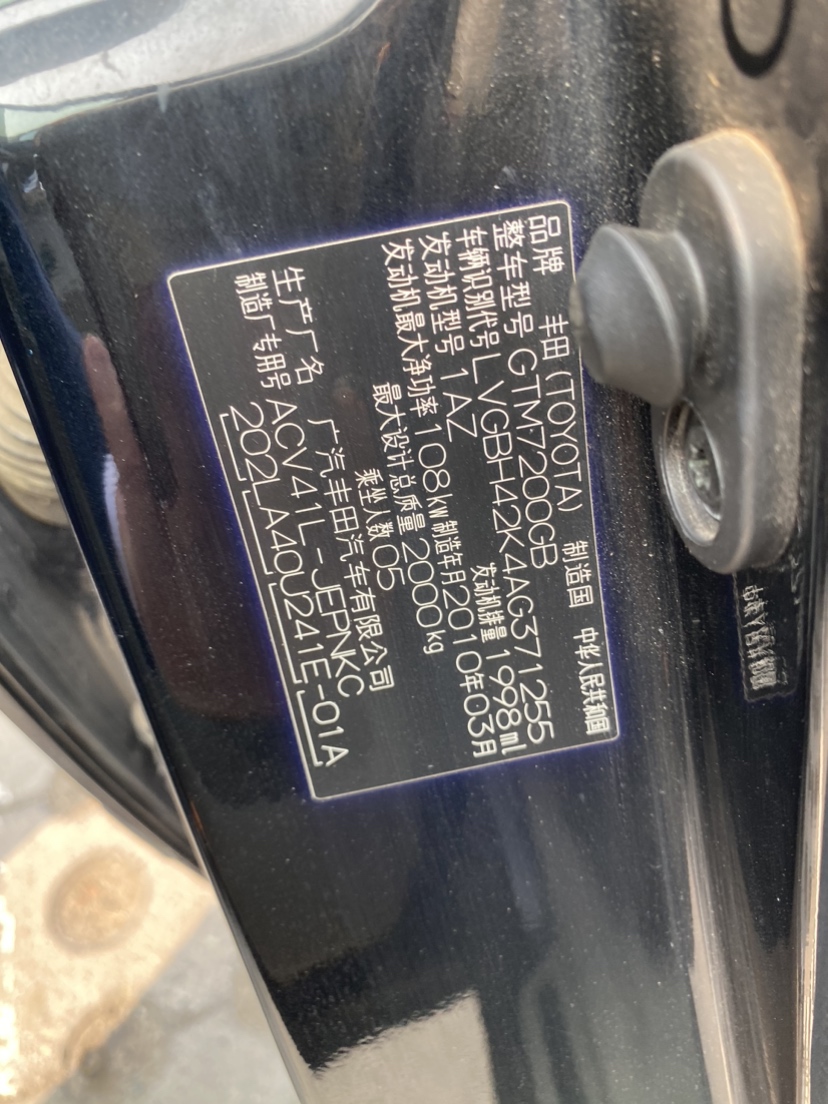 品牌 丰田(TOYOTA) 制造国 中华人民共和国
整车型号 GTM7200GB
车辆识别代号 LVGBH42K4AG371255
发动机型号 1AZ 发动机排量 1998ml
发动机最大净功率 108kw 制造年月 2010年03月
最大设计总质量 2000kg
乘坐人数 05
生产厂名 广汽丰田汽车有限公司
制造厂专用号 ACV41L-JEPNKC
202LA40U241E-01A